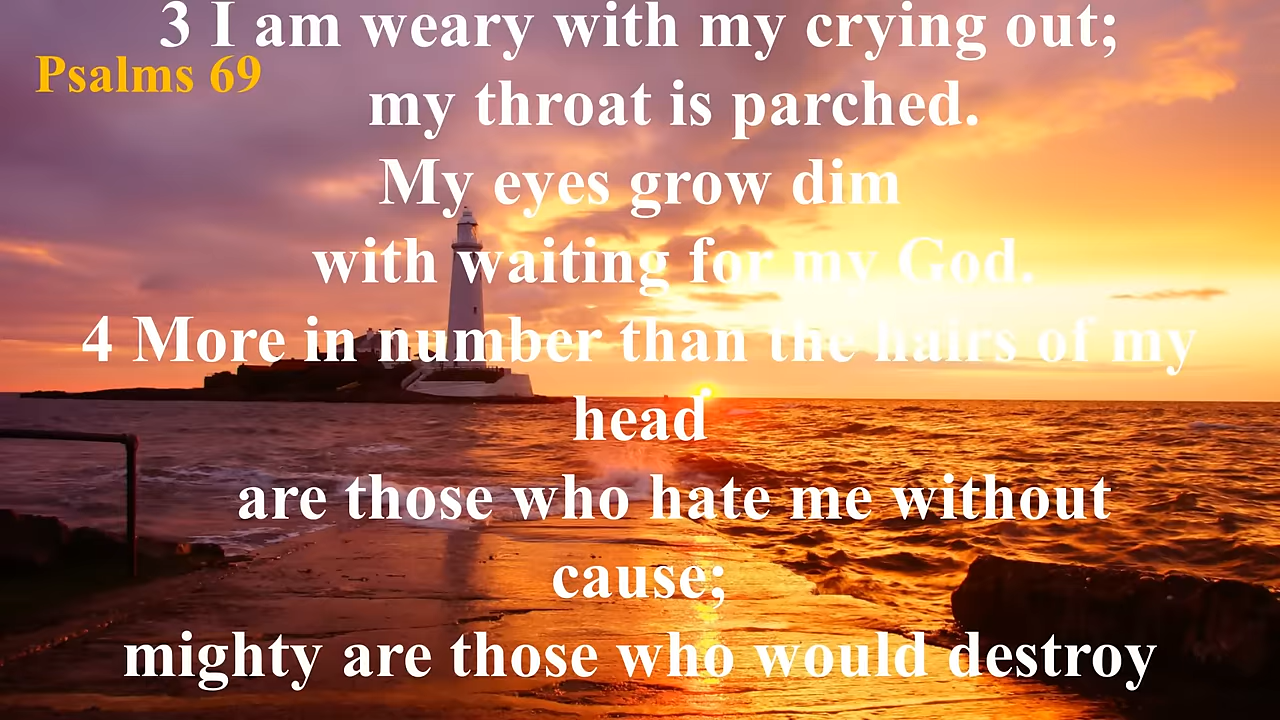 3 I am weary with my crying out;
Psalms 69
my throat is parched.
My eyes grow dim
with waiting for my God.
4 More in number than the hairs of my
head
are those who hate me without
cause;
mighty are those who would destroy